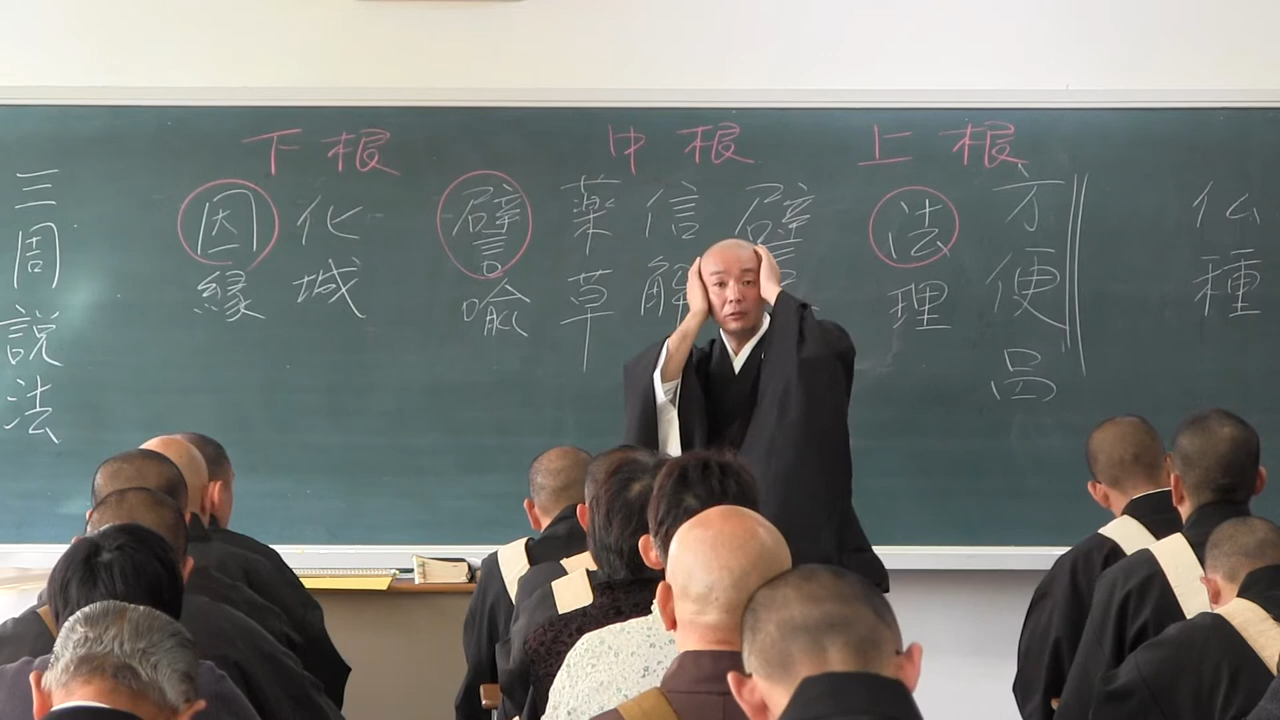 仏種
上根
方便品
法理
中根
譬
信解
薬草
譬喩
下根
化城
因縁
三周説法